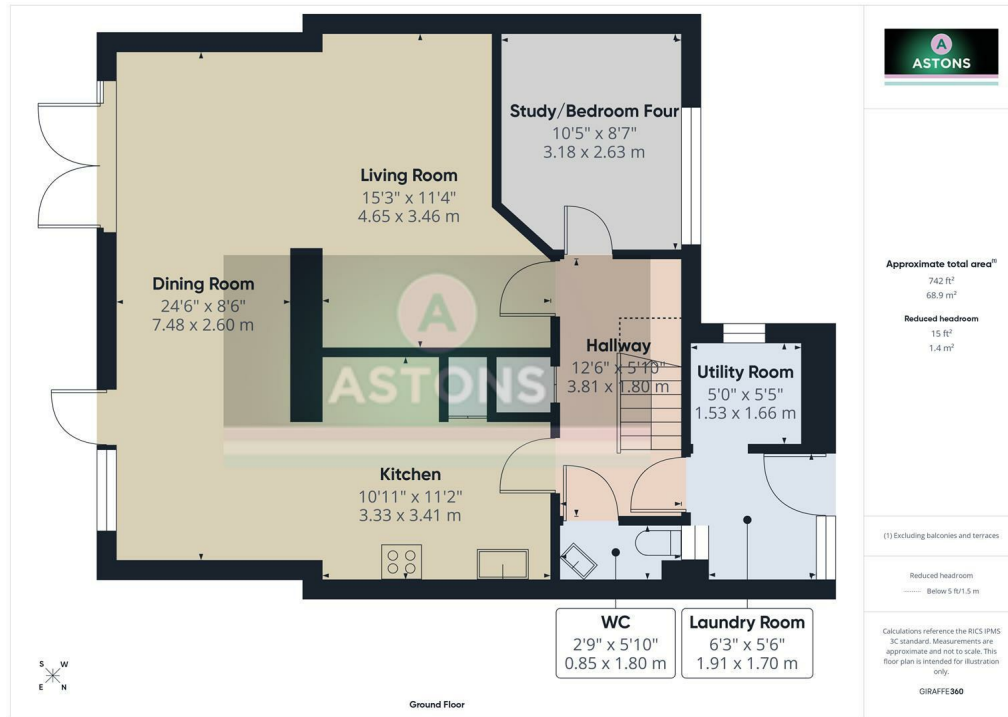 Study/Bedroom Four
10'5" x 8'7"
3.18 x 2.63 m
Living Room
15'3" x 11'4"
4.65 x 3.46 m
Dining Room
24'6" x 8'6"
7.48 x 2.60 m
A
ASTONS
Hallway
12'6" x 5'10"
3.81 x 1.80 m
Utility Room
5'0" x 5'5"
1.53 x 1.66 m
Kitchen
10'11" x 11'2"
3.33 x 3.41 m
WC
2'9" x 5'10"
0.85 x 1.80 m
Laundry Room
6'3" x 5'6"
1.91 x 1.70 m
S W
E N
Ground Floor
A
ASTONS
Approximate total area(1)
742 ft²
68.9 m²
Reduced headroom
15 ft²
1.4 m²
(1) Excluding balconies and terraces
Reduced headroom
Below 5 ft/1.5 m
Calculations reference the RICS IPMS
3C standard. Measurements are
approximate and not to scale. This
floor plan is intended for illustration
only.
GIRAFFE360